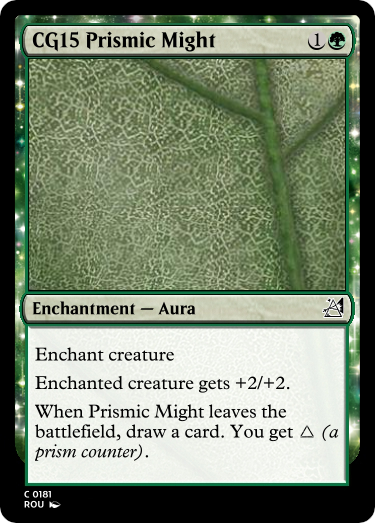 CG15 Prismic Might 1
Enchantment — Aura
Enchant creature
Enchanted creature gets +2/+2.
When Prismic Might leaves the
battlefield, draw a card. You get △ (a
prism counter).
C 0181
ROU